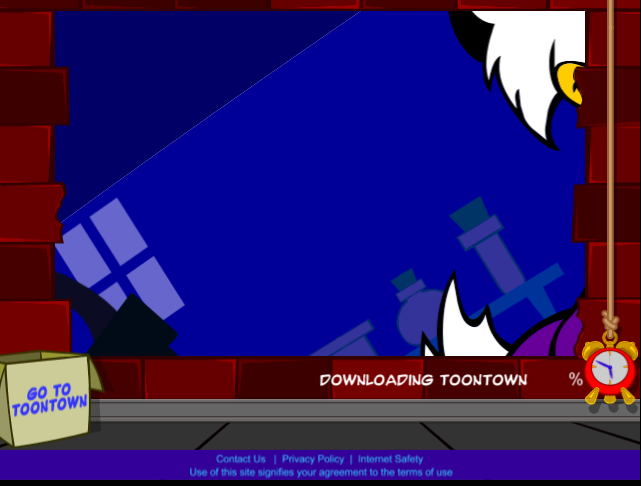 DOWNLOADING TOONTOWN %
GO TO
TOONTOWN
Contact Us | Privacy Policy | Internet Safety
Use of this site signifies your agreement to the terms of use